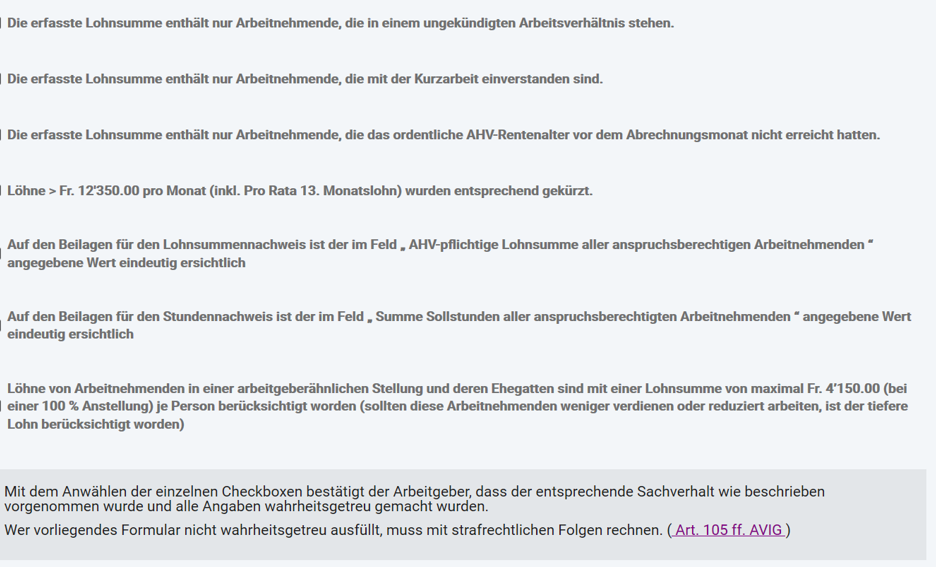 Die erfasste Lohnsumme enthält nur Arbeitnehmende, die in einem ungekündigten Arbeitsverhältnis stehen.
Die erfasste Lohnsumme enthält nur Arbeitnehmende, die mit der Kurzarbeit einverstanden sind.
Die erfasste Lohnsumme enthält nur Arbeitnehmende, die das ordentliche AHV-Rentenalter vor dem Abrechnungsmonat nicht erreicht hatten.
Löhne > Fr. 12'350.00 pro Monat (inkl. Pro Rata 13. Monatslohn) wurden entsprechend gekürzt.
Auf den Beilagen für den Lohnsummennachweis ist der im Feld „ AHV-pflichtige Lohnsumme aller anspruchsberechtigen Arbeitnehmenden “
angegebene Wert eindeutig ersichtlich
Auf den Beilagen für den Stundennachweis ist der im Feld „ Summe Sollstunden aller anspruchsberechtigten Arbeitnehmenden “ angegebene Wert
eindeutig ersichtlich
Löhne von Arbeitnehmenden in einer arbeitgeberähnlichen Stellung und deren Ehegatten sind mit einer Lohnsumme von maximal Fr. 4’150.00 (bei
einer 100 % Anstellung) je Person berücksichtigt worden (sollten diese Arbeitnehmenden weniger verdienen oder reduziert arbeiten, ist der tiefere
Lohn berücksichtigt worden)
Mit dem Anwählen der einzelnen Checkboxen bestätigt der Arbeitgeber, dass der entsprechende Sachverhalt wie beschrieben
vorgenommen wurde und alle Angaben wahrheitsgetreu gemacht wurden.
Wer vorliegendes Formular nicht wahrheitsgetreu ausfüllt, muss mit strafrechtlichen Folgen rechnen. ( Art. 105 ff. AVIG )